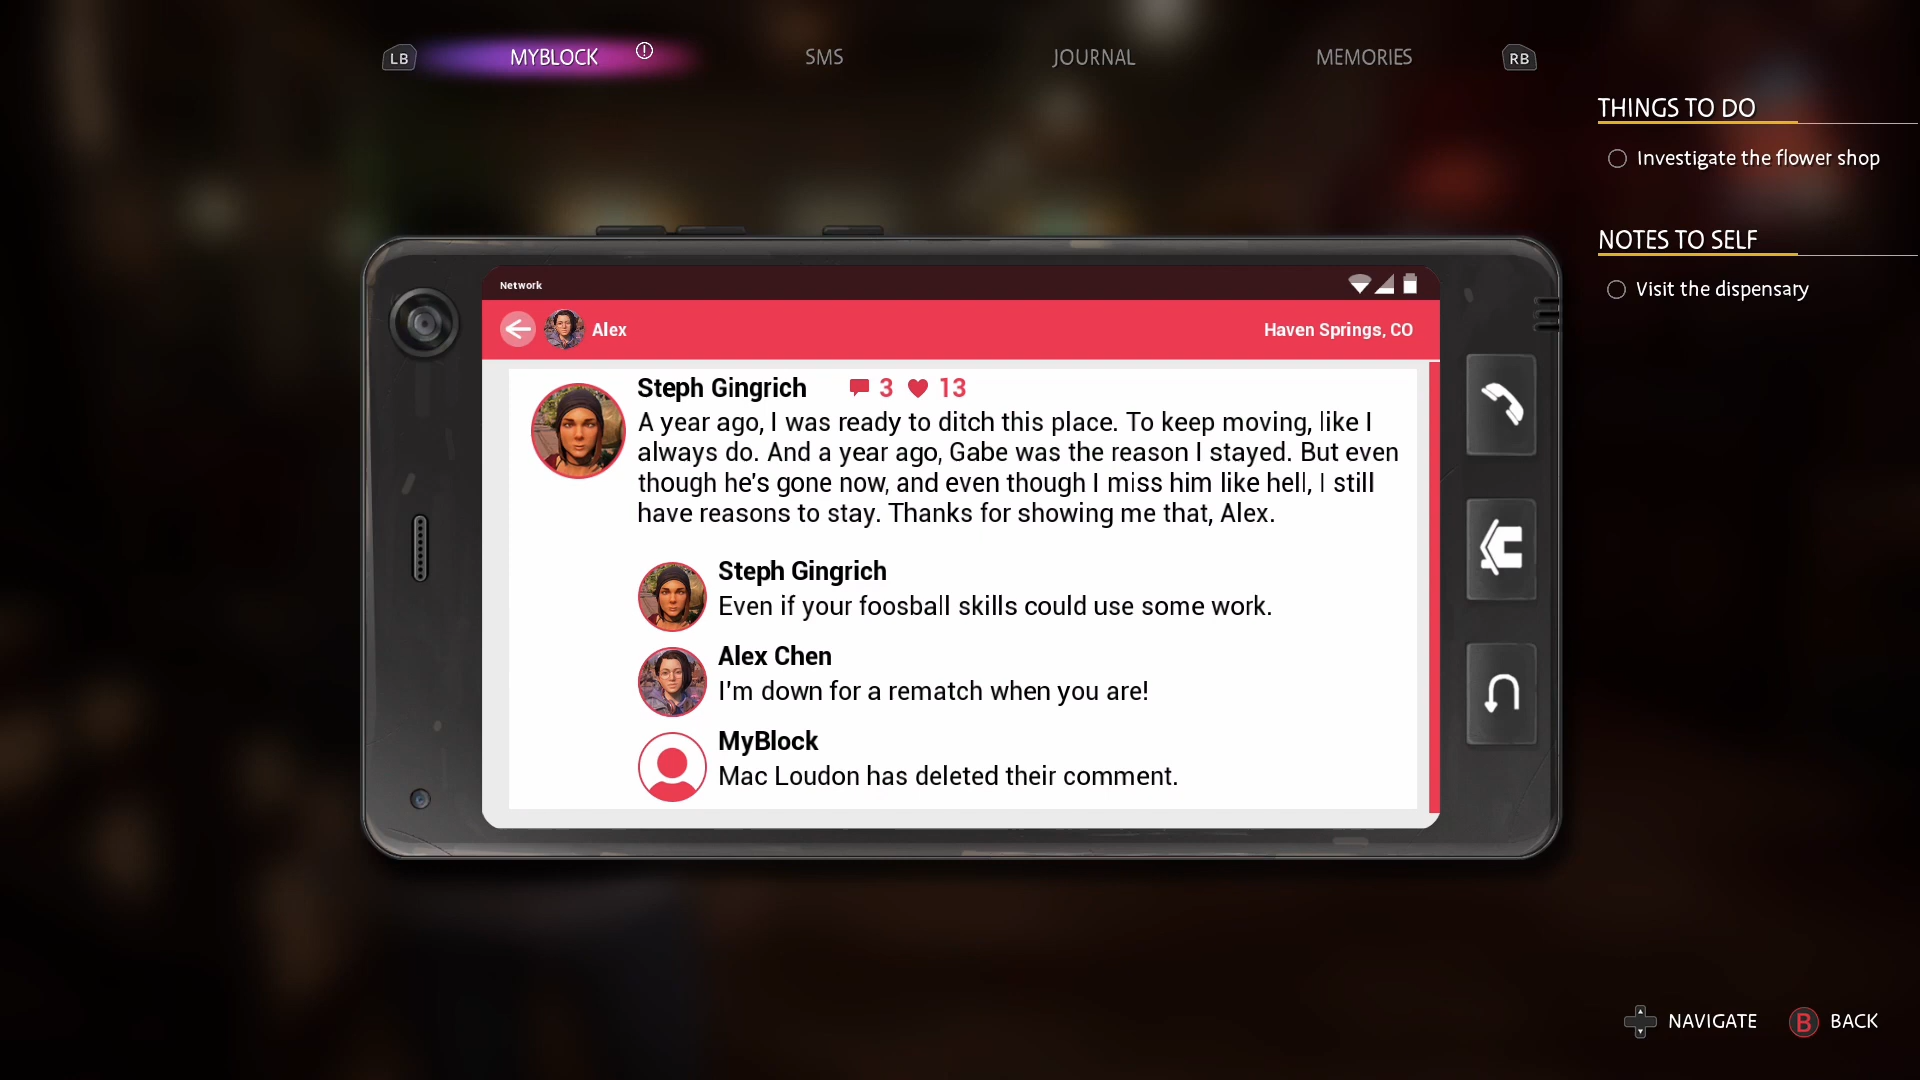 LB
MYBLOCK
SMS
JOURNAL
MEMORIES
RB
THINGS TO DO
Investigate the flower shop
NOTES TO SELF
Visit the dispensary
Network
Alex
Haven Springs, CO
Steph Gingrich 3 13
A year ago, I was ready to ditch this place. To keep moving, like I
always do. And a year ago, Gabe was the reason I stayed. But even
though he's gone now, and even though I miss him like hell, I still
have reasons to stay. Thanks for showing me that, Alex.
Steph Gingrich
Even if your foosball skills could use some work.
Alex Chen
I'm down for a rematch when you are!
MyBlock
Mac Loudon has deleted their comment.
NAVIGATE
B BACK